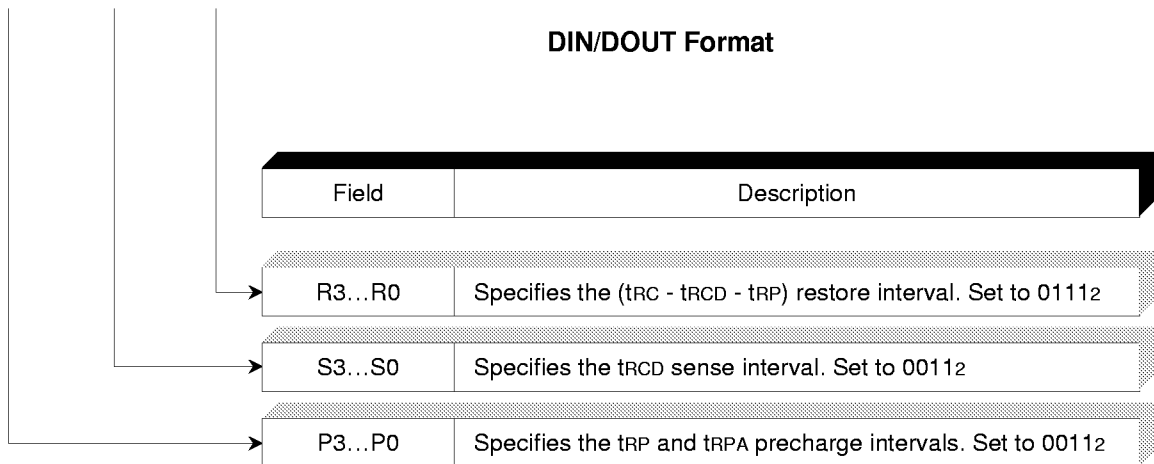 DIN/DOUT Format
Field Description
R3...R0 Specifies the (tRC - tRCD - tRP) restore interval. Set to 01112
S3...S0 Specifies the tRCD sense interval. Set to 00112
P3...P0 Specifies the tRP and tRPA precharge intervals. Set to 00112